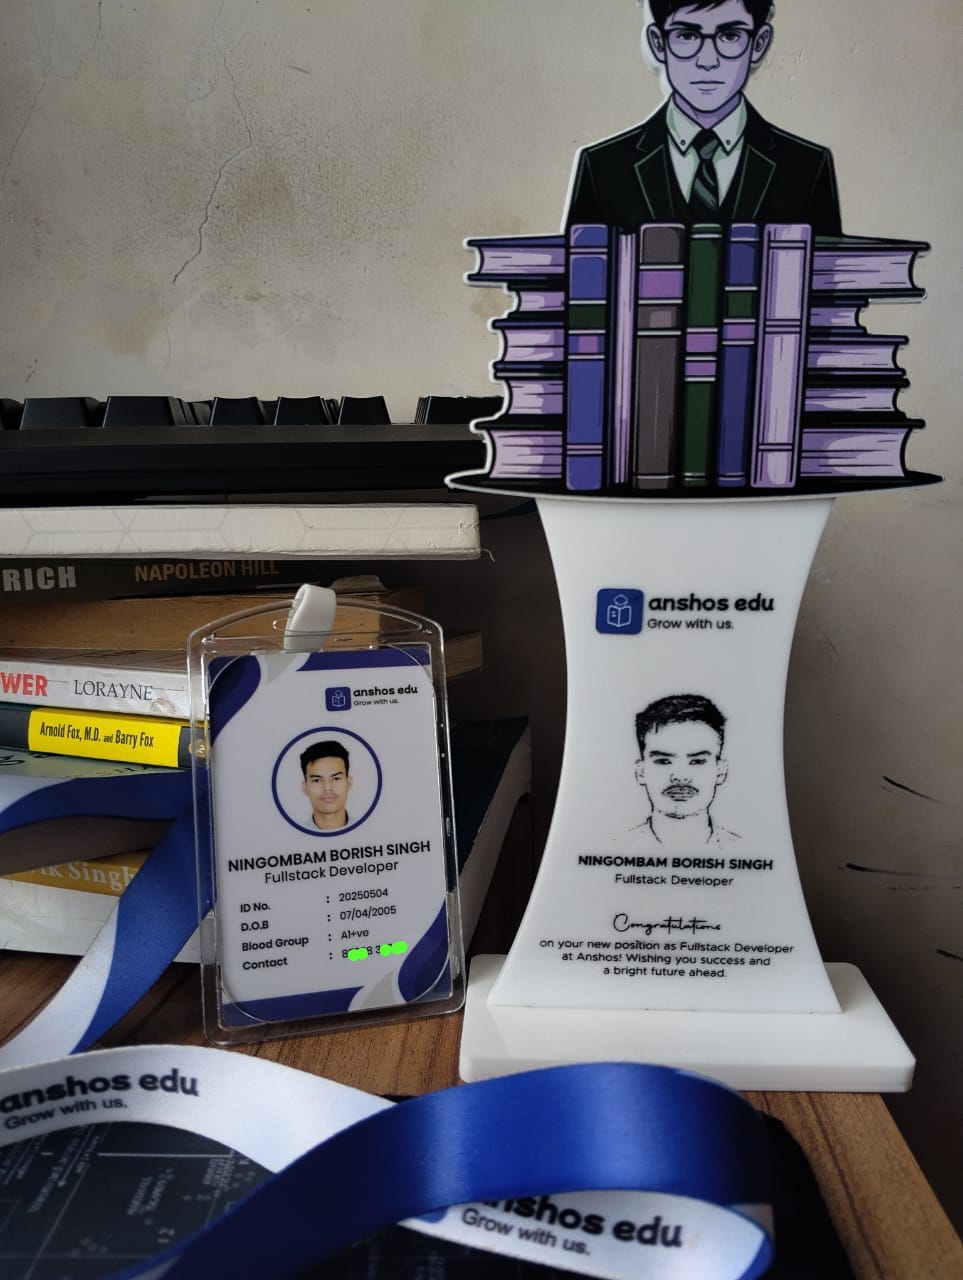 RICH
NAPOLEON HILL
WER LORAYNE
Arnold Fox, M.D. and Barry Fox
Singh
anshos edu
Grow with us.
NINGOMBAM BORISH SINGH
Fullstack Developer
ID No. : 20250504
D.O.B : 07/04/2005
Blood Group : A1+ve
Contact :
anshos edu
Grow with us.
NINGOMBAM BORISH SINGH
Fullstack Developer
Congratulations
on your new position as Fullstack Developer
at Anshos! Wishing you success and
a bright future ahead.
anshos edu
Grow with us.
anshos edu
Grow with us.